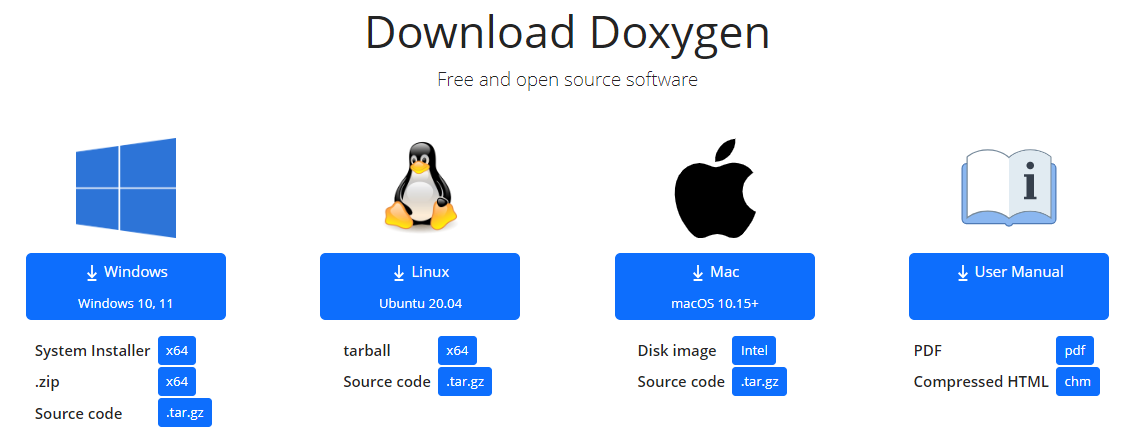 Download Doxygen
Free and open source software
Windows
Windows 10, 11
System Installer x64
.zip x64
Source code .tar.gz
Linux
Ubuntu 20.04
tarball x64
Source code .tar.gz
Mac
macOS 10.15+
Disk image Intel
Source code .tar.gz
i
User Manual
PDF pdf
Compressed HTML chm